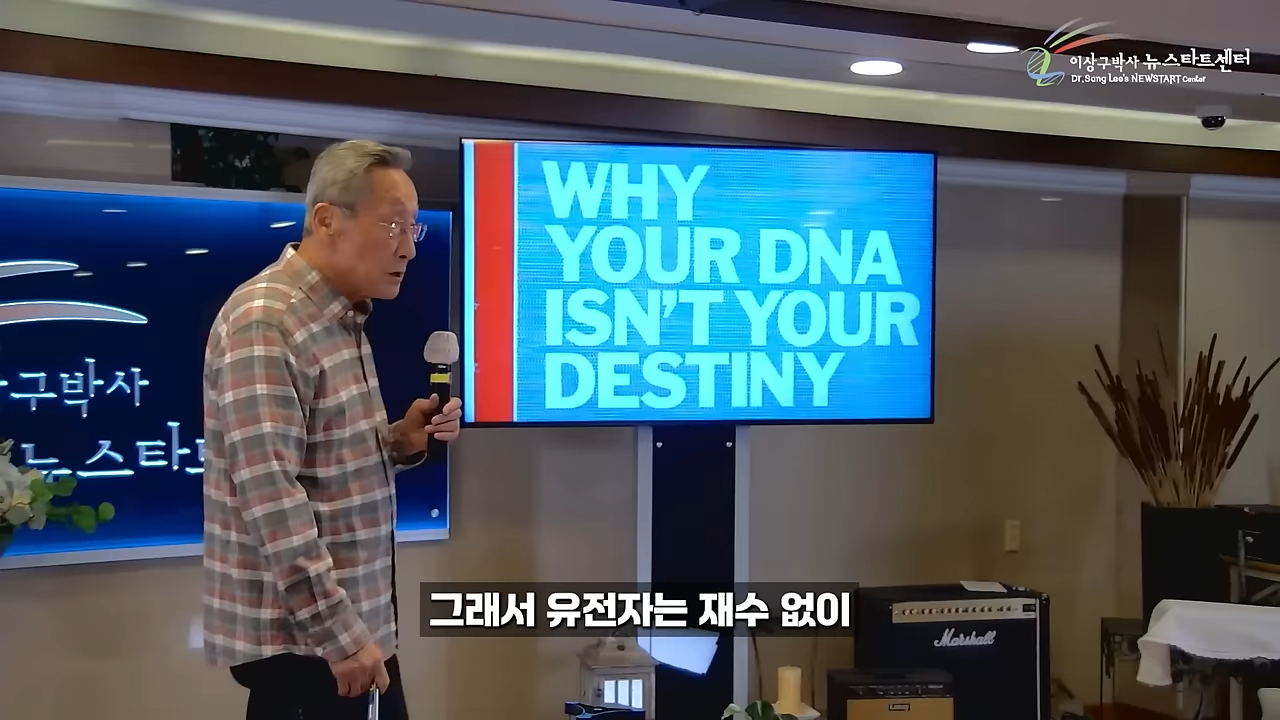 이상구박사 뉴스타트센터
Dr. Sang Lee's NEWSTART Center
WHY
YOUR DNA
ISN'T YOUR
DESTINY
구박사
뉴스타트
그래서 유전자는 재수 없이
Marshall